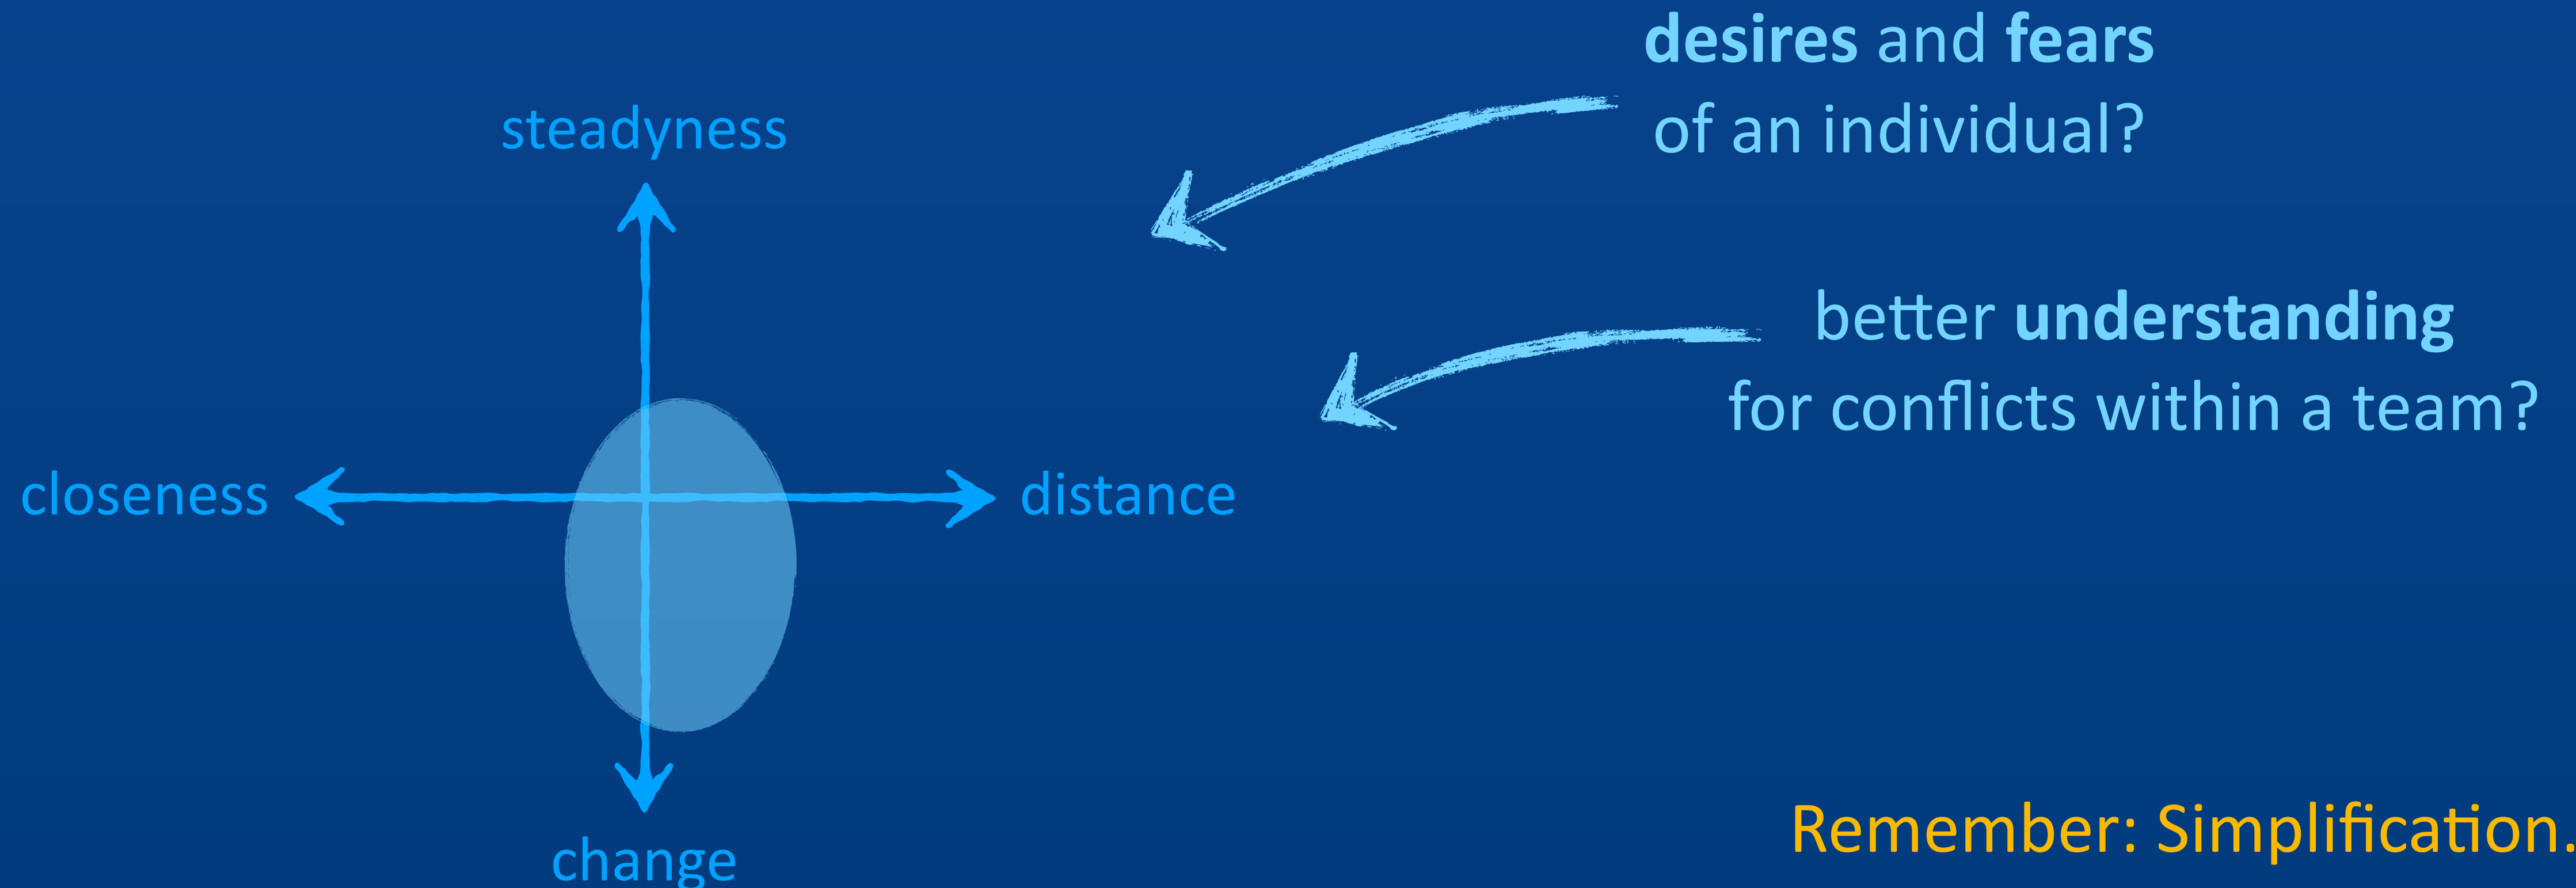 desires and fears
of an individual?
steadyness
better understanding
for conflicts within a team?
closeness
distance
change
Remember: Simplification.